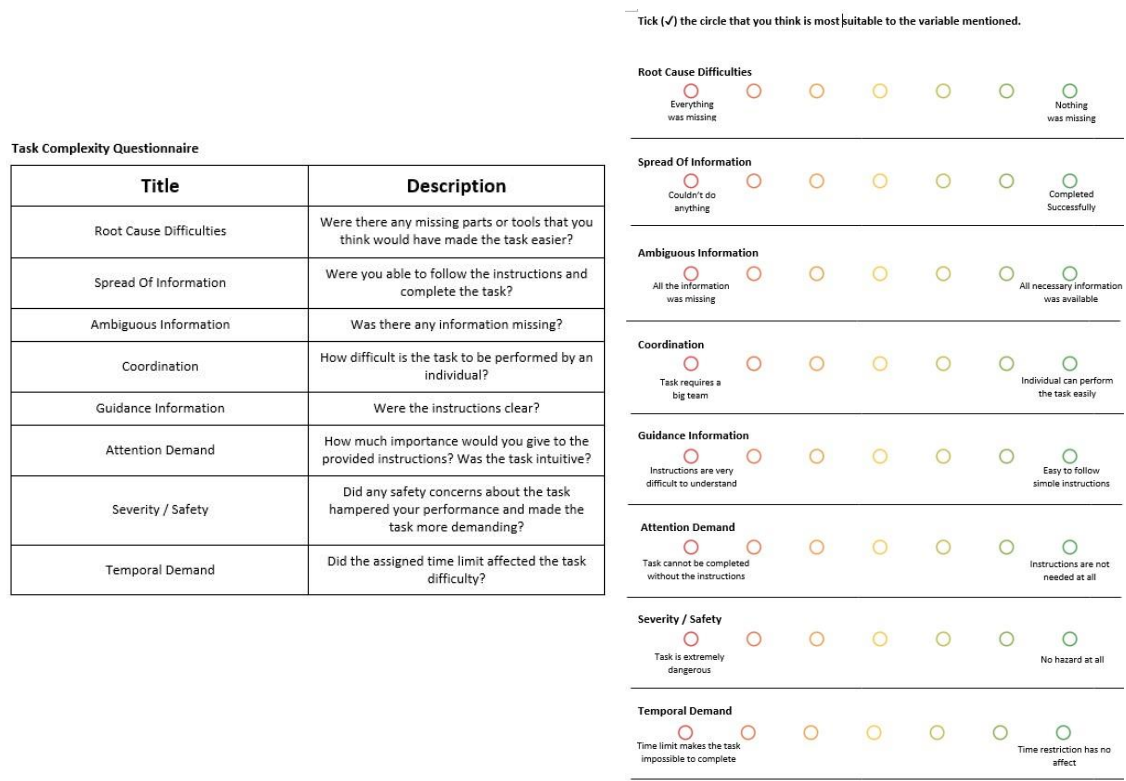 Task Complexity Questionnaire
Title
Description
Root Cause Difficulties
Were there any missing parts or tools that you
think would have made the task easier?
Spread Of Information
Were you able to follow the instructions and
complete the task?
Ambiguous Information
Was there any information missing?
Coordination
How difficult is the task to be performed by an
individual?
Guidance Information
Were the instructions clear?
Attention Demand
How much importance would you give to the
provided instructions? Was the task intuitive?
Severity / Safety
Did any safety concerns about the task
hampered your performance and made the
task more demanding?
Temporal Demand
Did the assigned time limit affected the task
difficulty?
Tick (✓) the circle that you think is most suitable to the variable mentioned.
Root Cause Difficulties
Everything
was missing
Nothing
was missing
Spread Of Information
Couldn't do
anything
Completed
Successfully
Ambiguous Information
All the information
was missing
All necessary information
was available
Coordination
Task requires a
big team
Individual can perform
the task easily
Guidance Information
Instructions are very
difficult to understand
Easy to follow
simple instructions
Attention Demand
Task cannot be completed
without the instructions
Instructions are not
needed at all
Severity / Safety
Task is extremely
dangerous
No hazard at all
Temporal Demand
Time limit makes the task
impossible to complete
Time restriction has no
affect